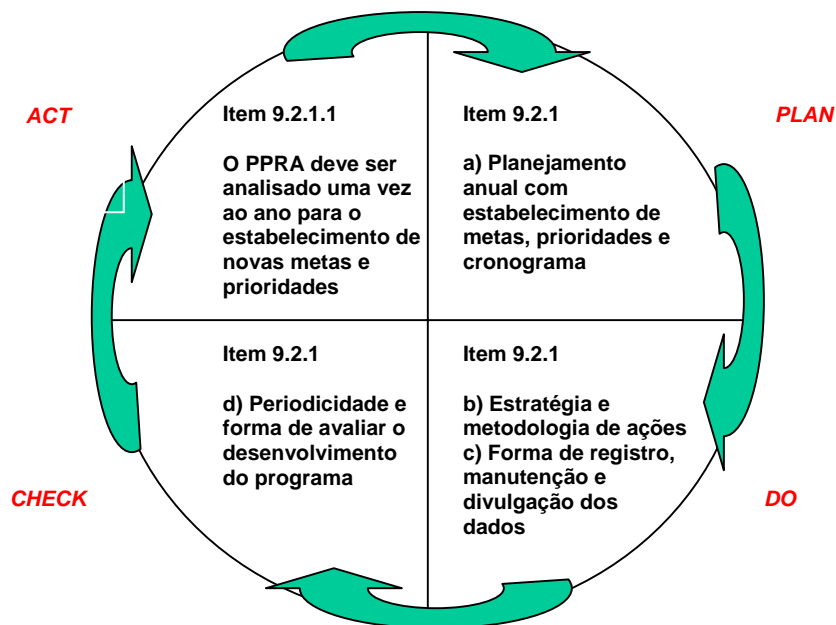 ACT
Item 9.2.1.1
O PPRA deve ser
analisado uma vez
ao ano para o
estabelecimento de
novas metas e
prioridades
PLAN
Item 9.2.1
a) Planejamento
anual com
estabelecimento de
metas, prioridades e
cronograma
CHECK
Item 9.2.1
d) Periodicidade e
forma de avaliar o
desenvolvimento
do programa
DO
Item 9.2.1
b) Estratégia e
metodologia de ações
c) Forma de registro,
manutenção e
divulgação dos
dados